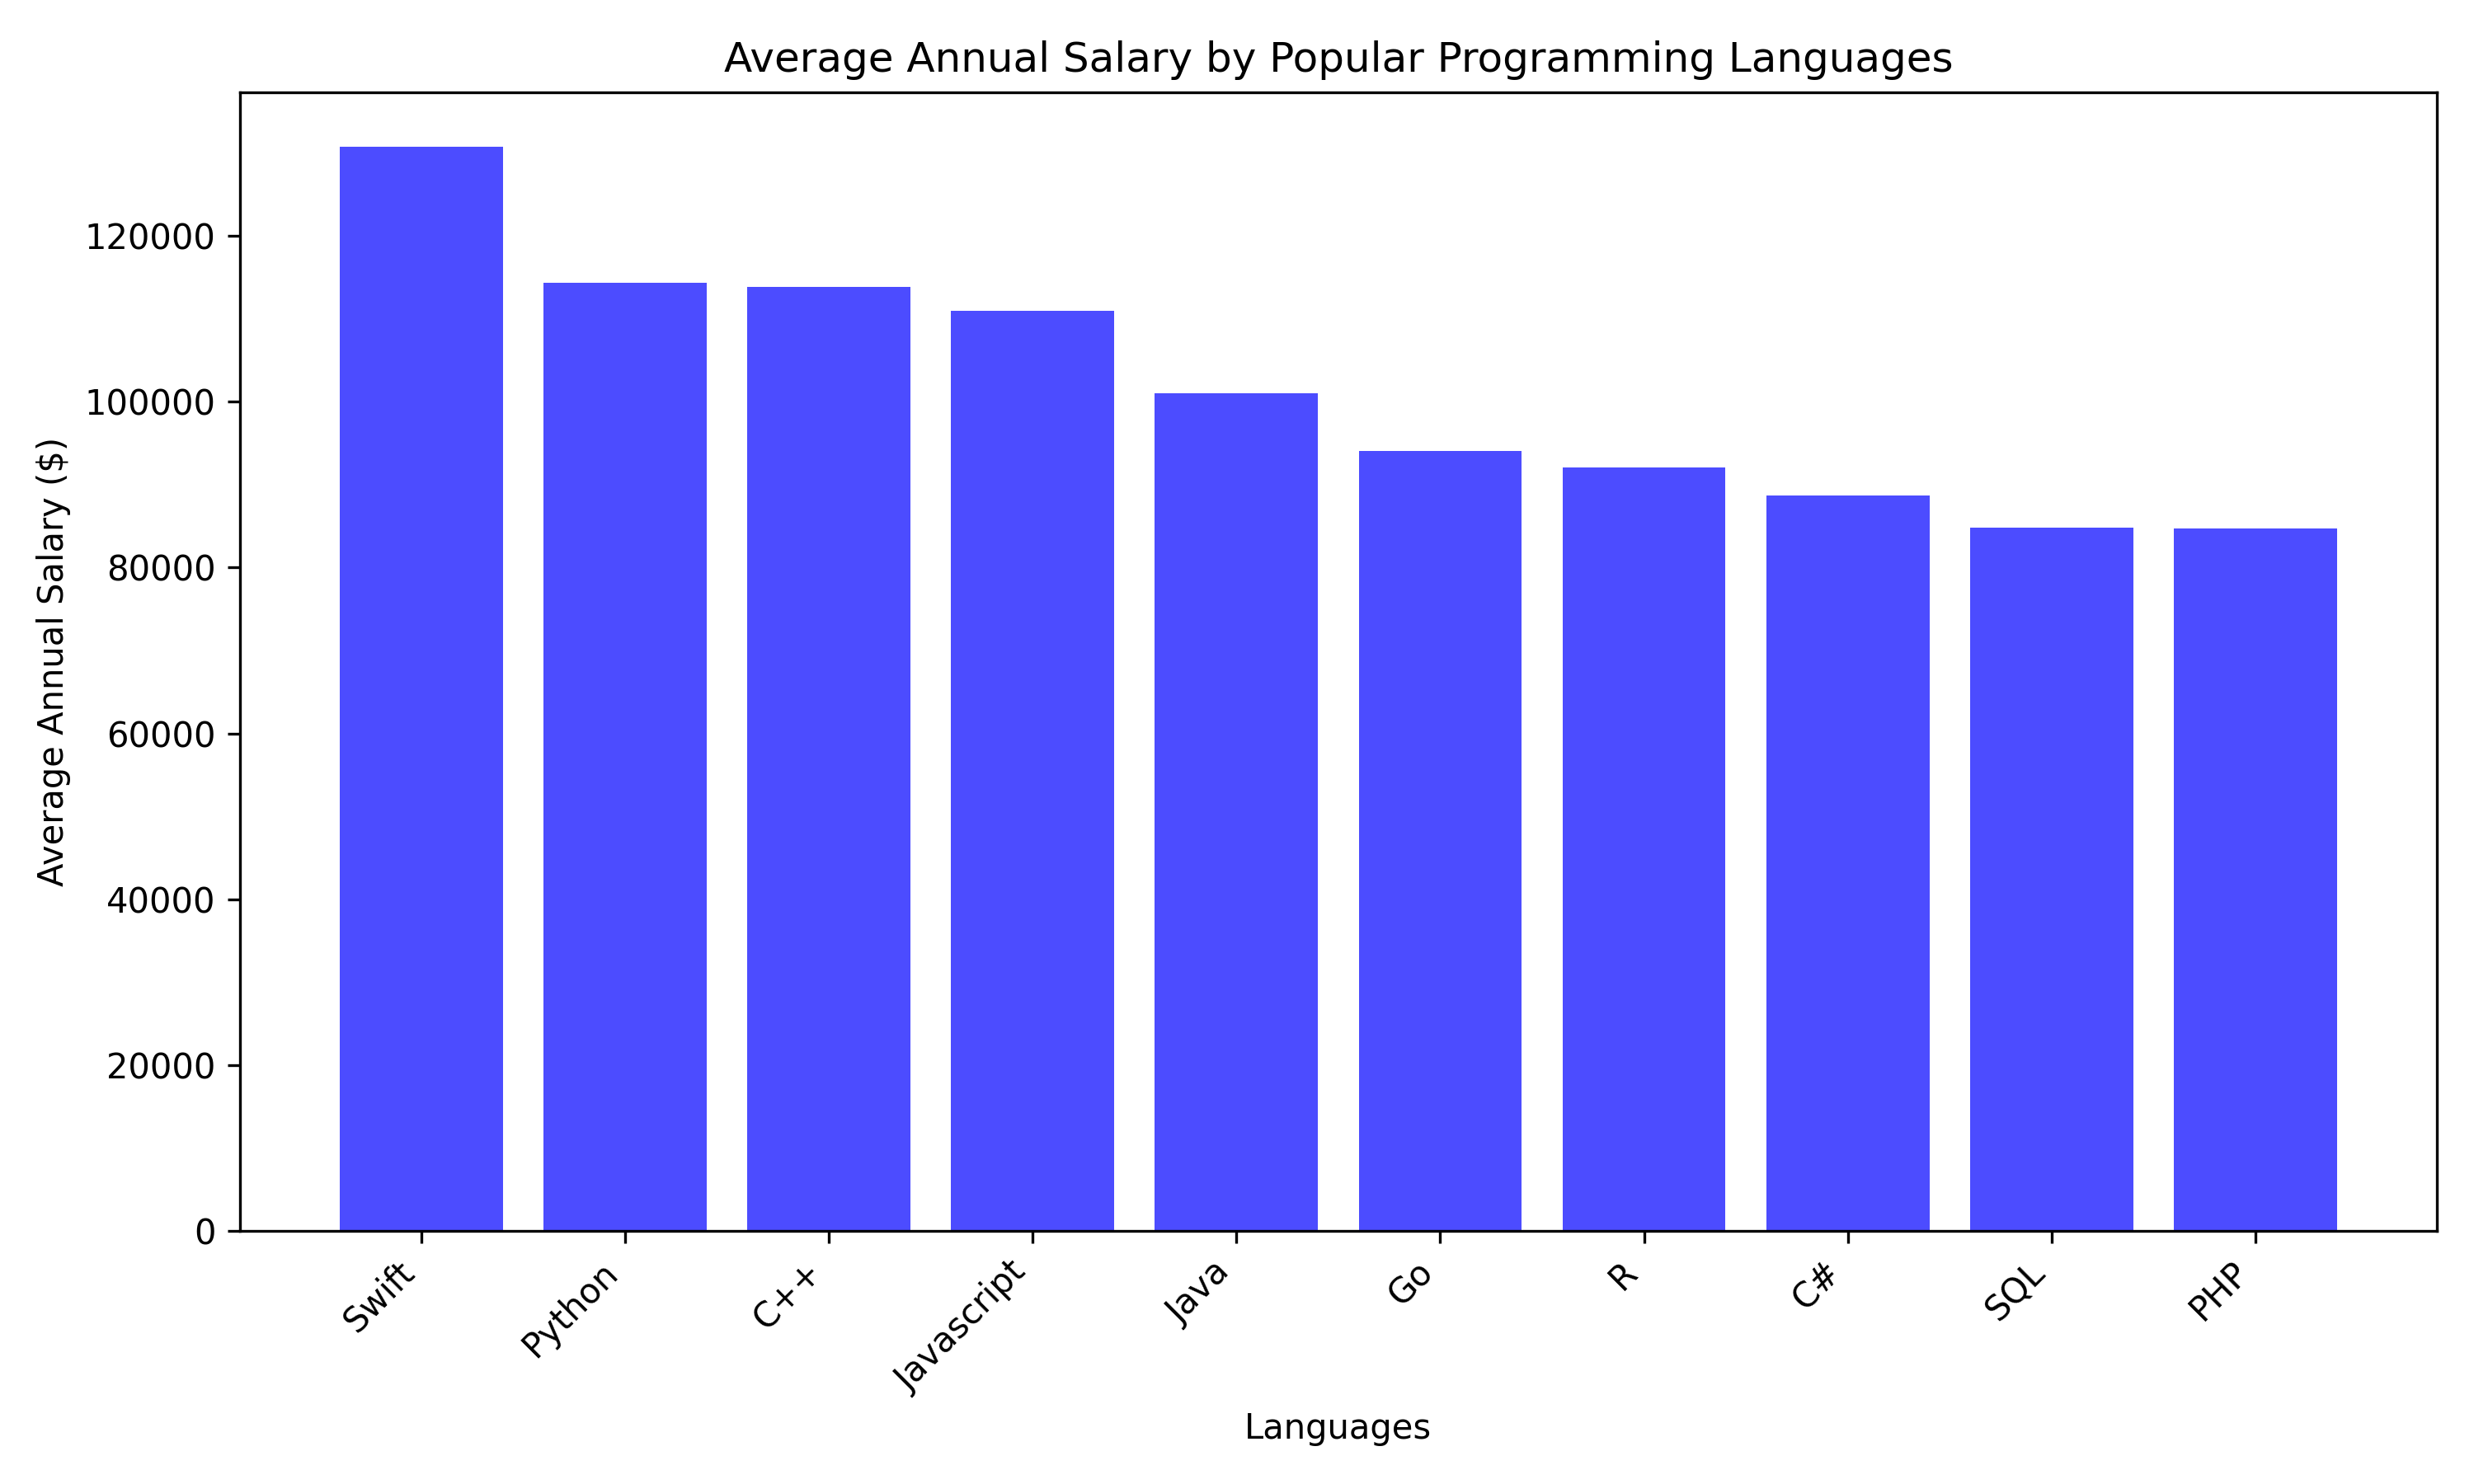 Average Annual Salary by Popular Programming Languages
Average Annual Salary ($)
120000
100000
80000
60000
40000
20000
0
Swift
Python
C++
Javascript
Java
Go
R
C#
SQL
PHP
Languages